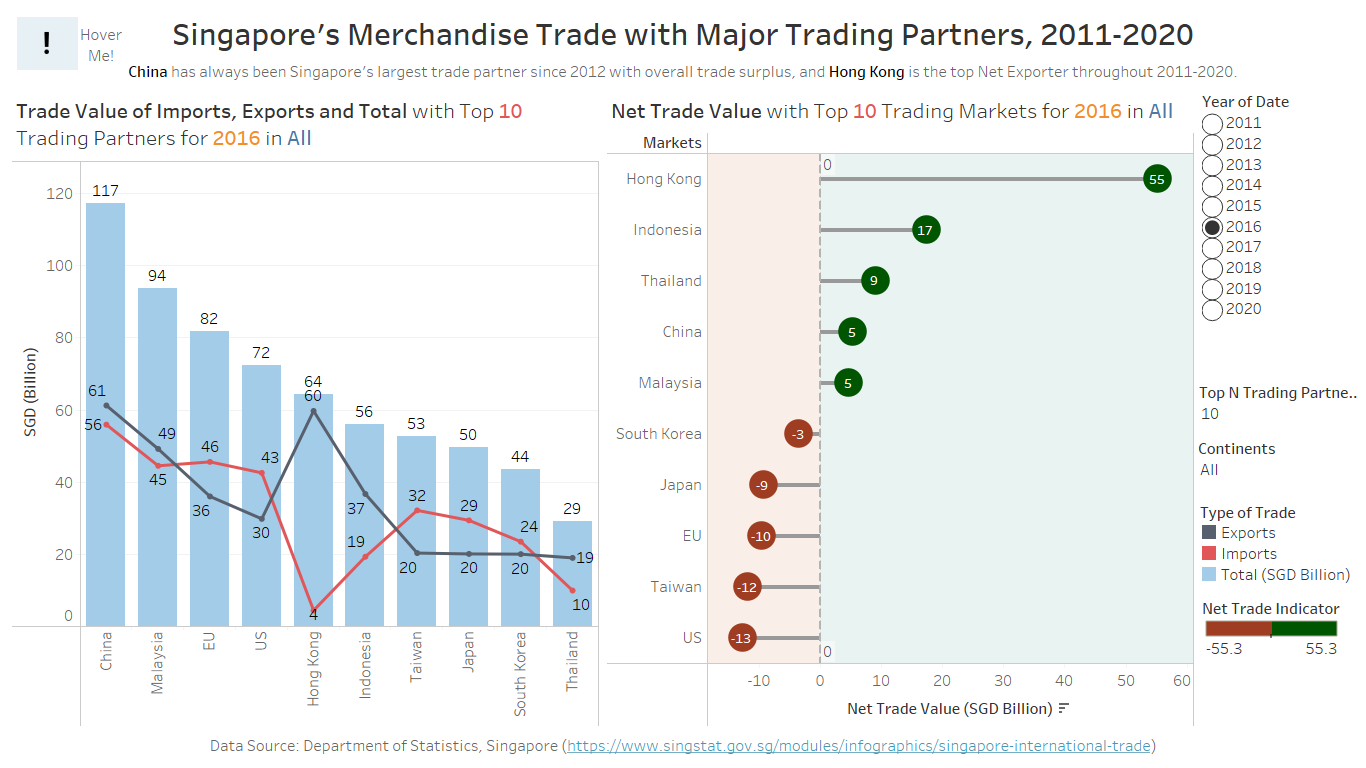 !
Hover
Me!
Singapore's Merchandise Trade with Major Trading Partners, 2011-2020
China has always been Singapore's largest trade partner since 2012 with overall trade surplus, and Hong Kong is the top Net Exporter throughout 2011-2020.
Trade Value of Imports, Exports and Total with Top 10
Trading Partners for 2016 in All
SGD (Billion)
120
100
80
60
40
20
0
117
94
82
72
64
60
56
53
50
44
29
61
56
49
45
46
36
43
30
4
37
19
32
20
29
20
24
20
19
10
China
Malaysia
EU
US
Hong Kong
Indonesia
Taiwan
Japan
South Korea
Thailand
Net Trade Value with Top 10 Trading Markets for 2016 in All
Markets
0
Hong Kong 55
Indonesia 17
Thailand 9
China 5
Malaysia 5
South Korea -3
Japan -9
EU -10
Taiwan -12
US -13
0
-10 0 10 20 30 40 50 60
Net Trade Value (SGD Billion)
Year of Date
2011
2012
2013
2014
2015
2016
2017
2018
2019
2020
Top N Trading Partne..
10
Continents
All
Type of Trade
Exports
Imports
Total (SGD Billion)
Net Trade Indicator
-55.3 55.3
Data Source: Department of Statistics, Singapore (https://www.singstat.gov.sg/modules/infographics/singapore-international-trade)